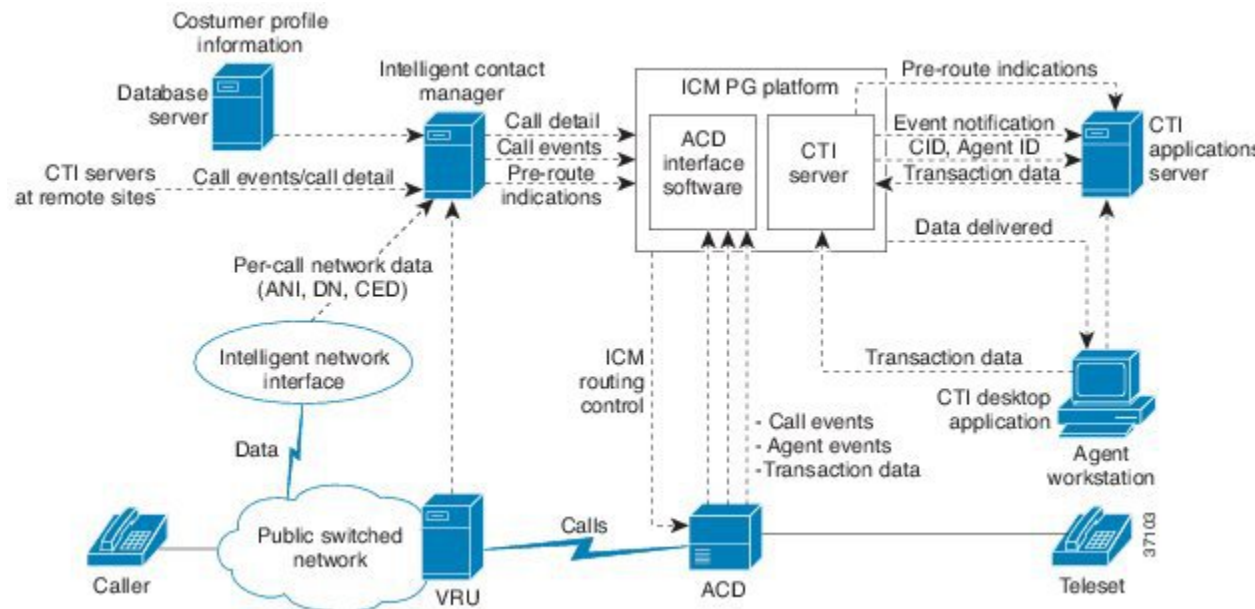 Costumer profile
information
Database
server
Intelligent contact
manager
CTI servers
at remote sites
Call events/call detail
Call detail
Call events
Pre-route
indications
ICM PG platform
ACD
interface
software
CTI
server
Pre-route indications
Event notification
CID, Agent ID
Transaction data
CTI
applications
server
Data delivered
Per-call network data
(ANI, DN, CED)
Intelligent network
interface
Data
ICM
routing
control
- Call events
- Agent events
-Transaction data
Transaction data
CTI desktop
application
Agent
workstation
Caller
Public switched
network
VRU
Calls
ACD
Teleset
37103